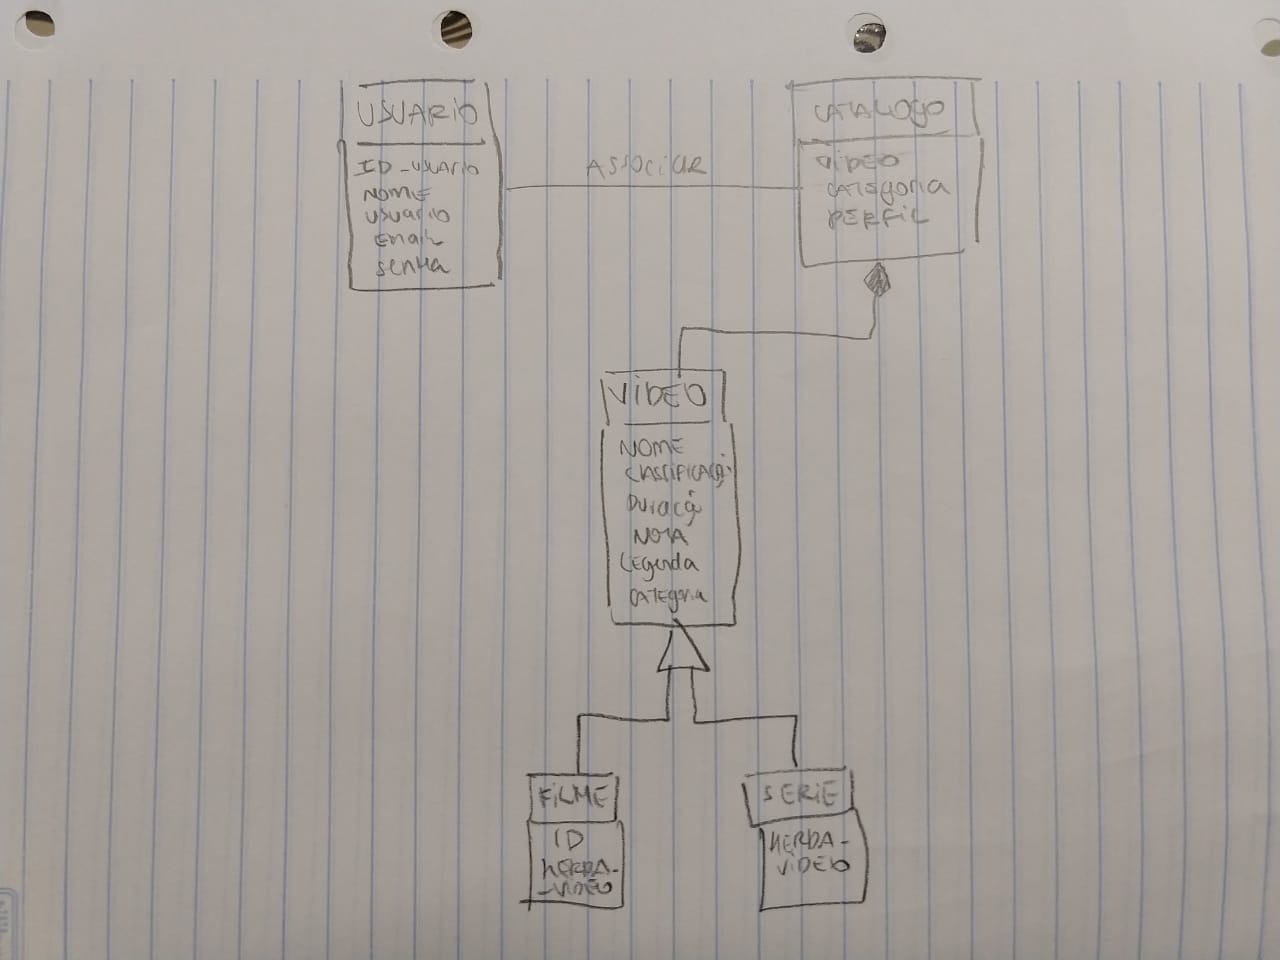 USUARIO
ID_USUARIO
NOME
USUARIO
EMAIL
SENHA
ASSOCIAR
CATALOGO
VIDEO
CATEGORIA
PERFIL
VIDEO
NOME
CLASSIFICAÇÃO
DURAÇÃO
NOTA
LEGENDA
CATEGORIA
FILME
ID
HERDA-
-VIDEO
SERIE
HERDA-
VIDEO